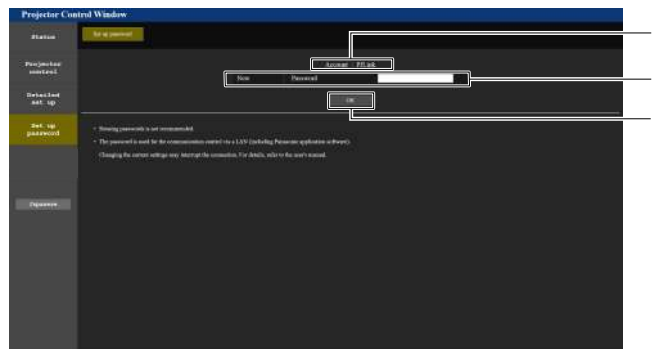 Projector Control Window
Status
Set up password
Projector control
Account : PJLink
New Password
Detailed set up
OK
Set up password
• Reusing passwords is not recommended.
• The password is used for the communication control via a LAN (including Panasonic application software).
Changing the current settings may interrupt the connection. For details, refer to the user's manual.
Japanese